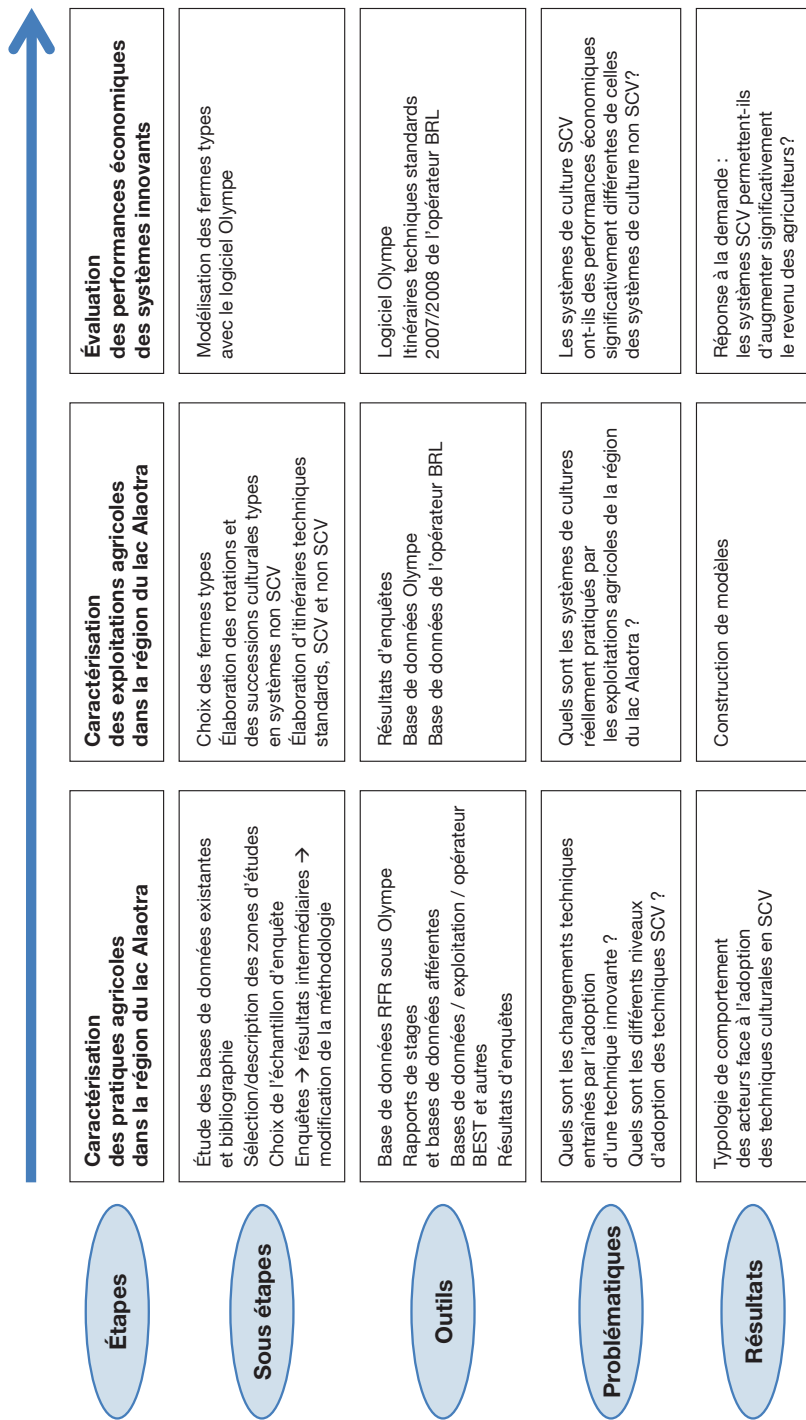 Étapes
Caractérisation
des pratiques agricoles
dans la région du lac Alaotra
Caractérisation
des exploitations agricoles
dans la région du lac Alaotra
Évaluation
des performances économiques
des systèmes innovants
Sous étapes
Étude des bases de données existantes
et bibliographie
Sélection/description des zones d'études
Choix de l'échantillon d'enquête
Enquêtes → résultats intermédiaires →
modification de la méthodologie
Choix des fermes types
Élaboration des rotations et
des successions culturales types
en systèmes non SCV
Élaboration d'itinéraires techniques
standards, SCV et non SCV
Modélisation des fermes types
avec le logiciel Olympe
Outils
Base de données RFR sous Olympe
Rapports de stages
et bases de données afférentes
Bases de données / exploitation / opérateur
BEST et autres
Résultats d'enquêtes
Résultats d'enquêtes
Base de données Olympe
Base de données de l'opérateur BRL
Logiciel Olympe
Itinéraires techniques standards
2007/2008 de l'opérateur BRL
Problématiques
Quels sont les changements techniques
entraînés par l'adoption
d'une technique innovante ?
Quels sont les différents niveaux
d'adoption des techniques SCV ?
Quels sont les systèmes de cultures
réellement pratiqués par
les exploitations agricoles de la région
du lac Alaotra ?
Les systèmes de culture SCV
ont-ils des performances économiques
significativement différentes de celles
des systèmes de culture non SCV?
Résultats
Typologie de comportement
des acteurs face à l'adoption
des techniques culturales en SCV
Construction de modèles
Réponse à la demande :
les systèmes SCV permettent-ils
d'augmenter significativement
le revenu des agriculteurs?